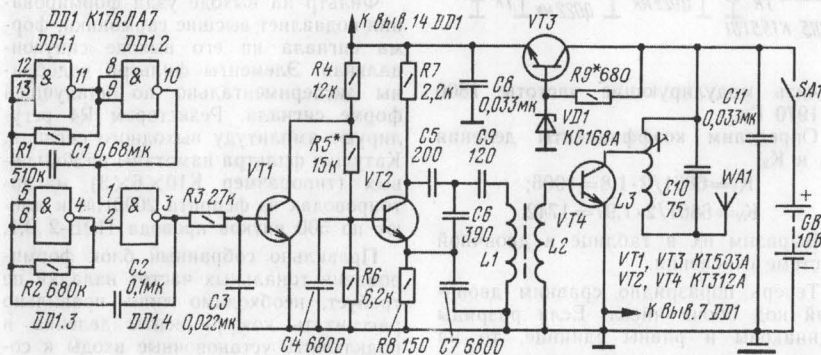 DD1 К176ЛА7
DD1.1
DD1.2
К выв. 14 DD1
VT3
12
13
&
11
8
9
&
10
R4
12к
R7
2,2к
C8
0,033мк
R9* 680
C11
0,033мк
SA1
R1
510к
C1 0,68мк
R5*
15к
VD1
КС168А
C5
200
C9
120
5
6
&
4
1
2
&
3
R3 27к
VT1
VT2
C6
390
L1
L2
VT4
L3
C10
75
WA1
GB1
10В
R2 680к
C2
0,1мк
DD1.3
DD1.4
C3
0,022мк
C4 6800
R6
6,2к
R8 150
C7 6800
VT1, VT3 КТ503А
VT2, VT4 КТ312А
К выв. 7 DD1